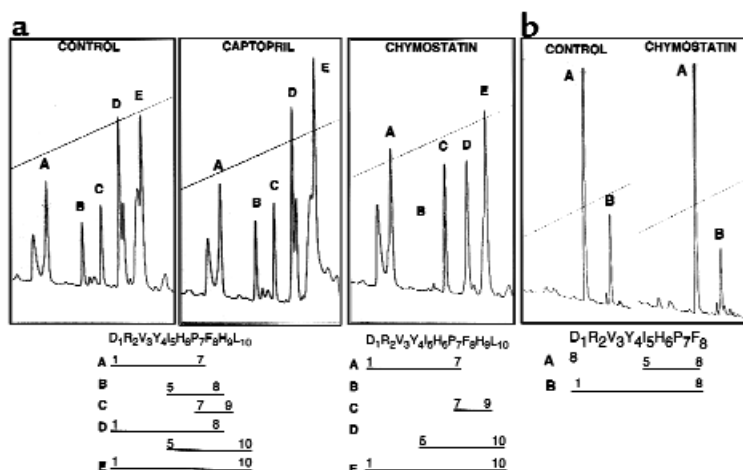 a
CONTROL
A
B
C
D
E
CAPTOPRIL
A
B
C
D
E
CHYMOSTATIN
A
B
C
D
E
b
CONTROL
A
B
CHYMOSTATIN
A
B
D1R2V3Y4I5H6P7F8H9L10
A 1 7
B 5 8
C 7 9
D 1 8
5 10
E 1 10
D1R2V3Y4I5H6P7F8H9L10
A 1 7
B
C 7 9
D
5 10
E 1 10
D1R2V3Y4I5H6P7F8
A 8 5 8
B 1 8